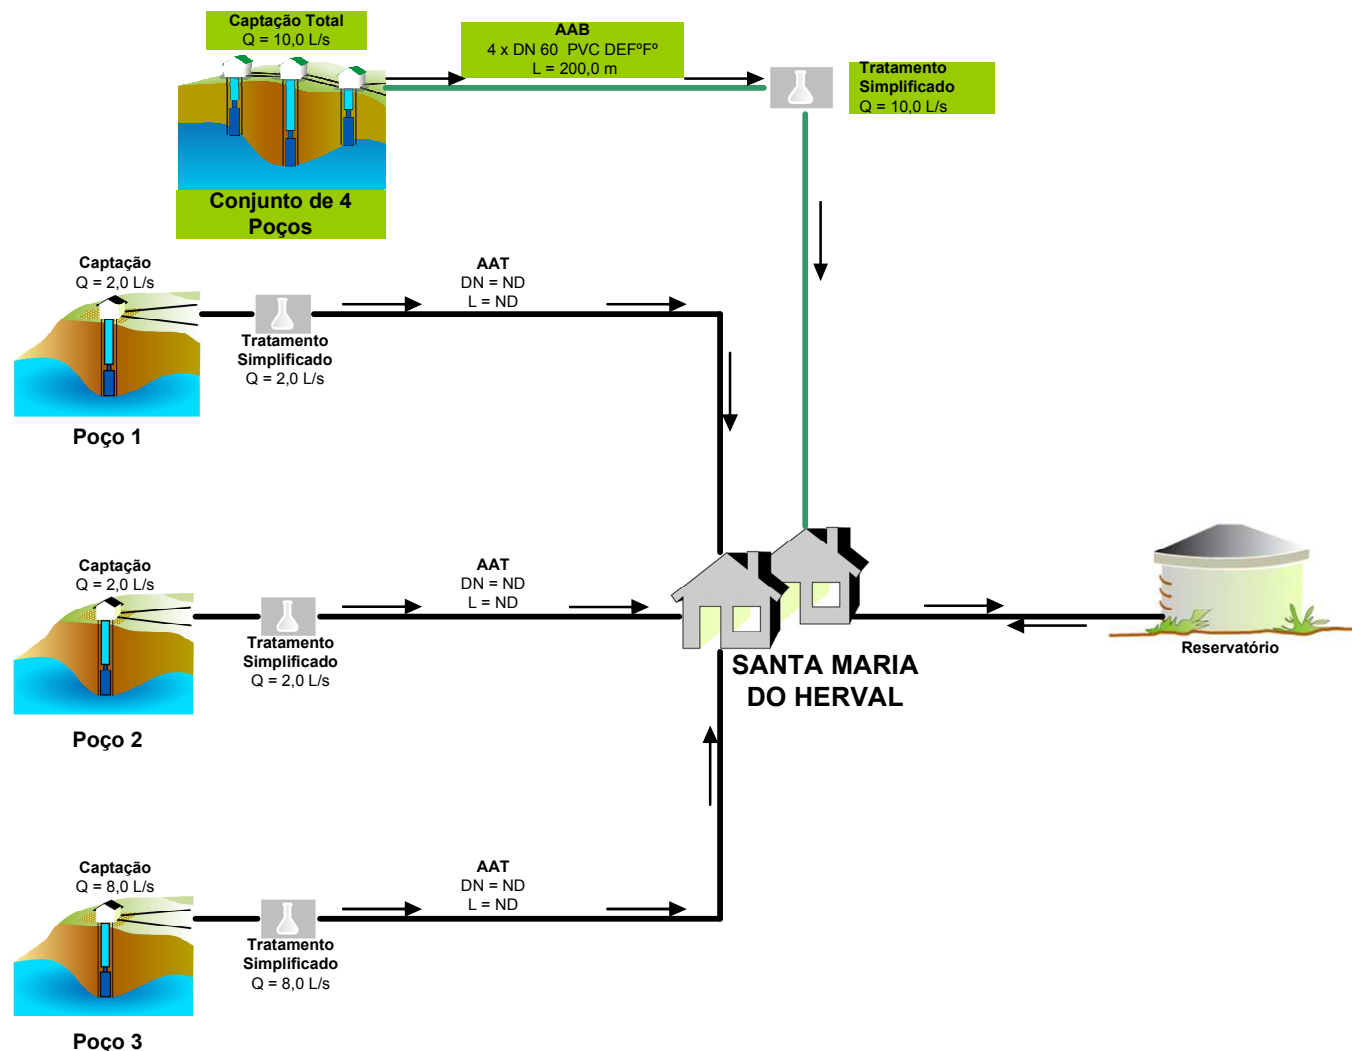 Captação Total
Q = 10,0 L/s
AAB
4 x DN 60 PVC DEFºFº
L = 200,0 m
Tratamento
Simplificado
Q = 10,0 L/s
Conjunto de 4
Poços
Captação
Q = 2,0 L/s
AAT
DN = ND
L = ND
Tratamento
Simplificado
Q = 2,0 L/s
Poço 1
Captação
Q = 2,0 L/s
AAT
DN = ND
L = ND
Tratamento
Simplificado
Q = 2,0 L/s
Poço 2
SANTA MARIA
DO HERVAL
Reservatório
Captação
Q = 8,0 L/s
AAT
DN = ND
L = ND
Tratamento
Simplificado
Q = 8,0 L/s
Poço 3